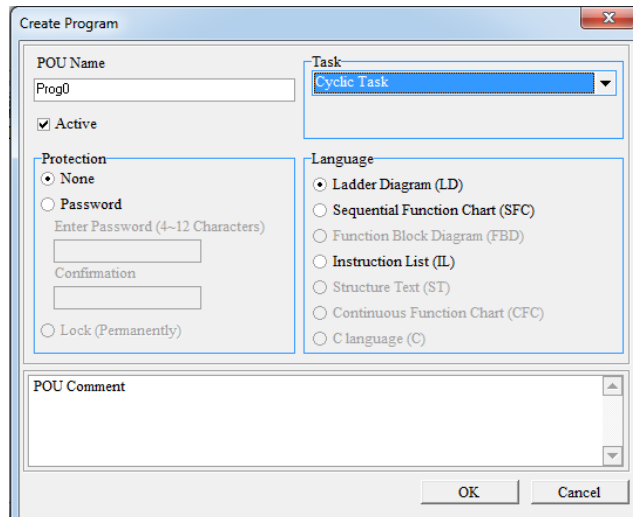 Create Program
POU Name
Prog0
Active
Task
Cyclic Task
Protection
None
Password
Enter Password (4~12 Characters)
Confirmation
Lock (Permanently)
Language
Ladder Diagram (LD)
Sequential Function Chart (SFC)
Function Block Diagram (FBD)
Instruction List (IL)
Structure Text (ST)
Continuous Function Chart (CFC)
C language (C)
POU Comment
OK
Cancel